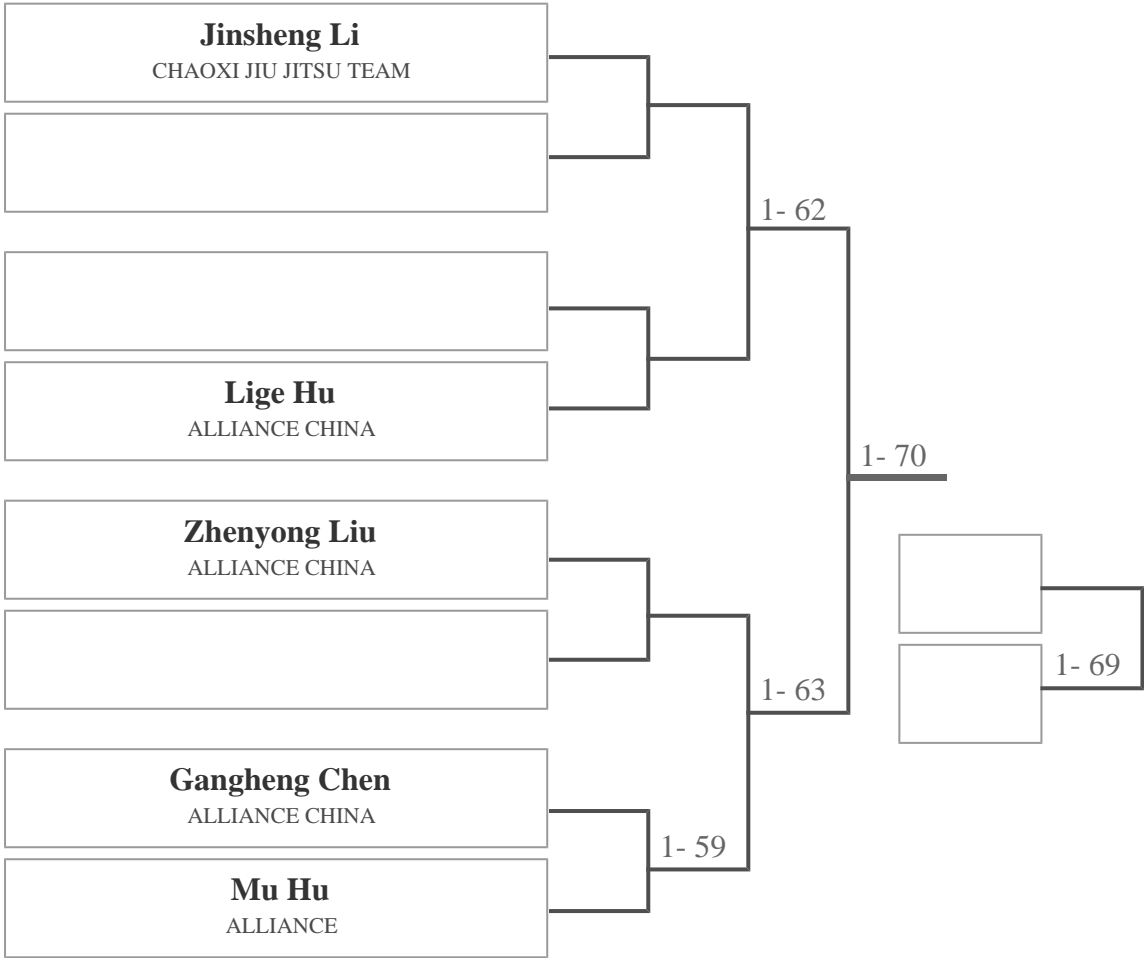 Jinsheng Li
CHAOXI JIU JITSU TEAM
1- 62
Lige Hu
ALLIANCE CHINA
1- 70
Zhenyong Liu
ALLIANCE CHINA
1- 69
1- 63
Gangheng Chen
ALLIANCE CHINA
1- 59
Mu Hu
ALLIANCE